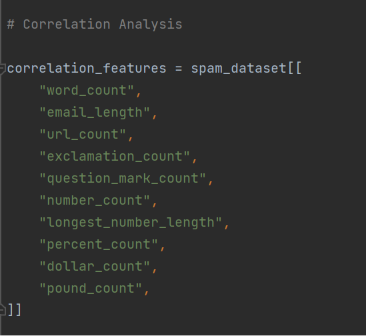 # Correlation Analysis
correlation_features = spam_dataset[[
    "word_count",
    "email_length",
    "url_count",
    "exclamation_count",
    "question_mark_count",
    "number_count",
    "longest_number_length",
    "percent_count",
    "dollar_count",
    "pound_count",
]]